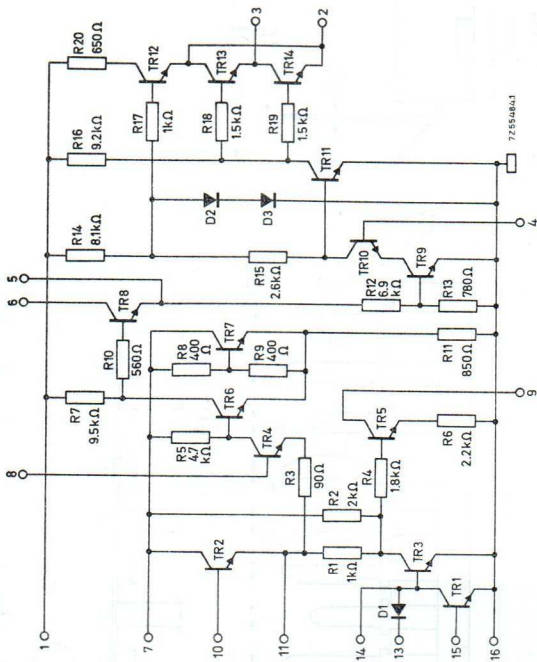 3
2
R20
650Ω
TR12
TR13
TR14
R17
1kΩ
R18
1.5kΩ
R19
1.5kΩ
R16
9.2kΩ
TR11
7Z55484.1
D2
D3
R14
8.1kΩ
R15
2.6kΩ
TR10
TR9
4
5
6
TR8
R12
6.9
kΩ
R13
780Ω
R10
560Ω
TR7
R8
400
Ω
R9
400
Ω
R11
850Ω
R7
9.5kΩ
TR6
R5
4.7
kΩ
TR4
TR5
9
8
R3
90Ω
R4
1.8kΩ
R6
2.2kΩ
R2
2kΩ
TR2
R1
1kΩ
TR3
D1
TR1
1
7
10
11
14
13
15
16